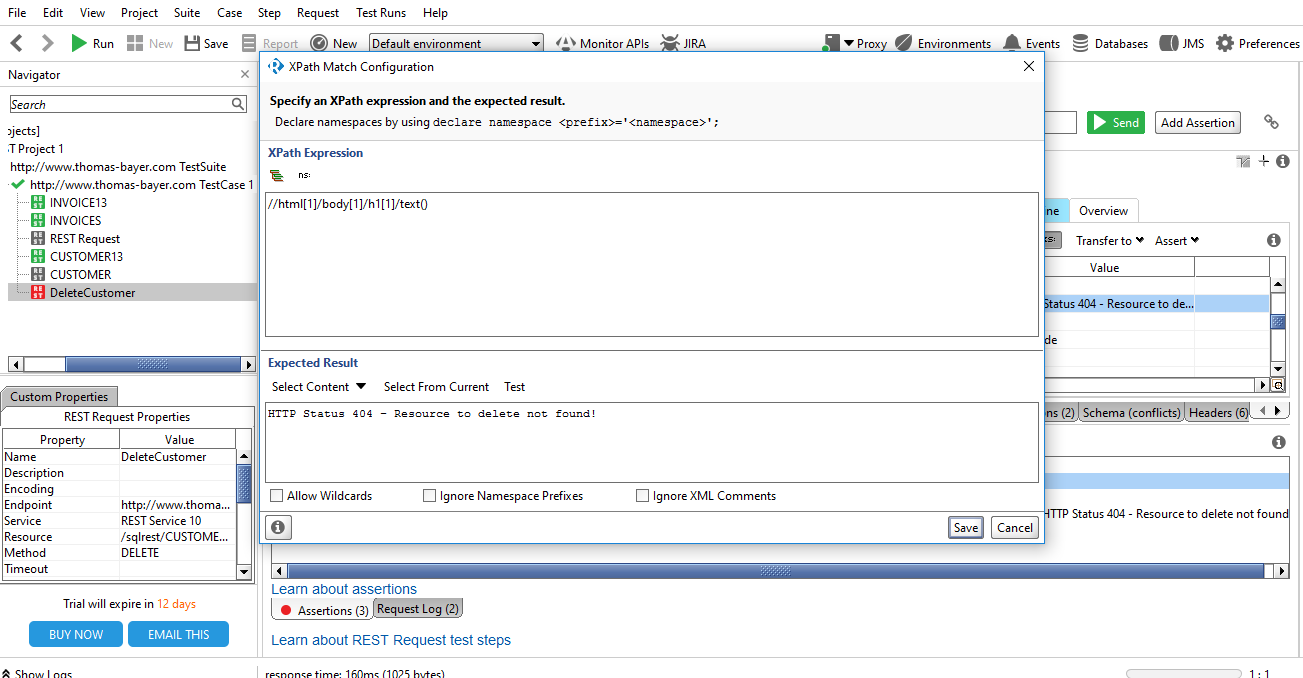 File Edit View Project Suite Case Step Request Test Runs Help
Run New Save Report New Default environment Monitor APIs JIRA Proxy Environments Events Databases JMS Preferences
Navigator
Search
ojects]
T Project 1
http://www.thomas-bayer.com TestSuite
http://www.thomas-bayer.com TestCase 1
REST INVOICE13
REST INVOICES
REST REST Request
REST CUSTOMER13
REST CUSTOMER
REST DeleteCustomer
Custom Properties
REST Request Properties
Property Value
Name DeleteCustomer
Description
Encoding
Endpoint http://www.thoma...
Service REST Service 10
Resource /sqlrest/CUSTOME...
Method DELETE
Timeout
Trial will expire in 12 days
BUY NOW EMAIL THIS
Show Logs
XPath Match Configuration
Specify an XPath expression and the expected result.
Declare namespaces by using declare namespace <prefix>='<namespace>';
XPath Expression
ns:
//html[1]/body[1]/h1[1]/text()
Expected Result
Select Content Select From Current Test
HTTP Status 404 - Resource to delete not found!
Allow Wildcards Ignore Namespace Prefixes Ignore XML Comments
Save Cancel
Send Add Assertion
ne Overview
Transfer to Assert
Value
Status 404 - Resource to de...
de
ns (2) Schema (conflicts) Headers (6)
HTTP Status 404 - Resource to delete not found
Learn about assertions
Assertions (3) Request Log (2)
Learn about REST Request test steps
response time: 160ms (1025 bytes)
1 : 1